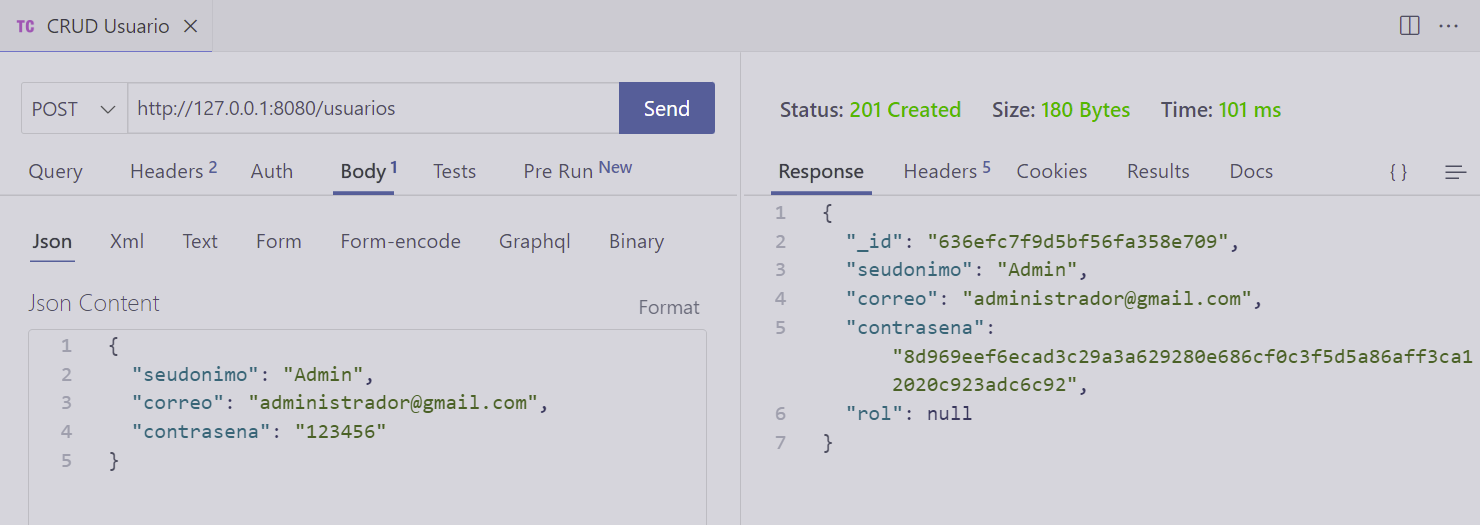 TC CRUD Usuario
POST http://127.0.0.1:8080/usuarios Send
Query Headers 2 Auth Body 1 Tests Pre Run New
Json Xml Text Form Form-encode Graphql Binary
Json Content Format
1 {
2 "seudonimo": "Admin",
3 "correo": "administrador@gmail.com",
4 "contrasena": "123456"
5 }
Status: 201 Created Size: 180 Bytes Time: 101 ms
Response Headers 5 Cookies Results Docs { }
1 {
2 "_id": "636efc7f9d5bf56fa358e709",
3 "seudonimo": "Admin",
4 "correo": "administrador@gmail.com",
5 "contrasena":
"8d969eef6ecad3c29a3a629280e686cf0c3f5d5a86aff3ca1
2020c923adc6c92",
6 "rol": null
7 }